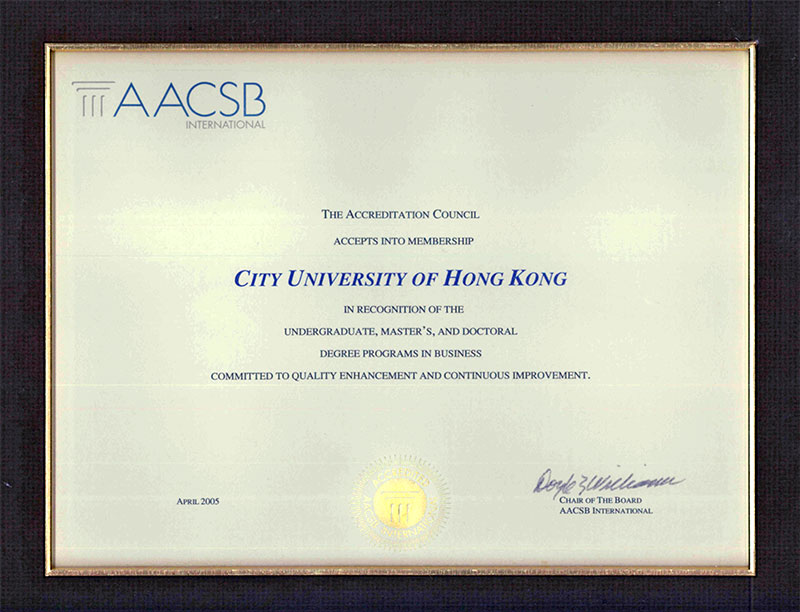 AACSB
INTERNATIONAL
THE ACCREDITATION COUNCIL
ACCEPTS INTO MEMBERSHIP
CITY UNIVERSITY OF HONG KONG
IN RECOGNITION OF THE
UNDERGRADUATE, MASTER'S, AND DOCTORAL
DEGREE PROGRAMS IN BUSINESS
COMMITTED TO QUALITY ENHANCEMENT AND CONTINUOUS IMPROVEMENT.
APRIL 2005
CHAIR OF THE BOARD
AACSB INTERNATIONAL